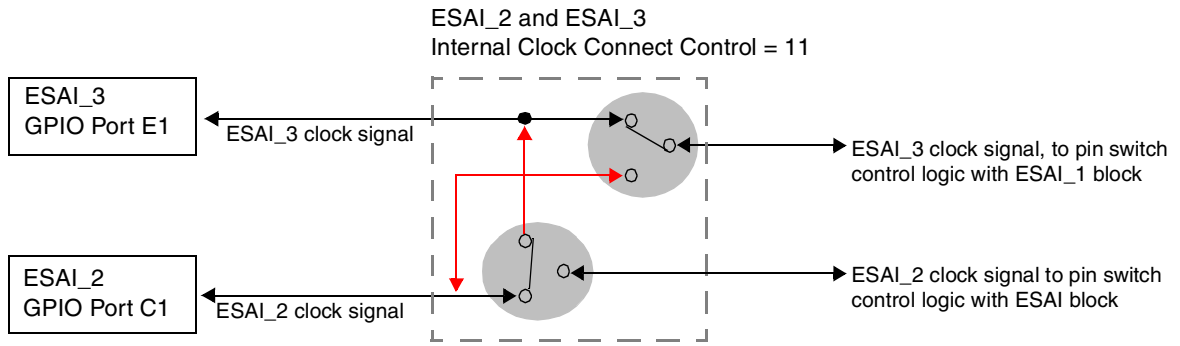 ESAI_2 and ESAI_3
Internal Clock Connect Control = 11
ESAI_3
GPIO Port E1
ESAI_3 clock signal
ESAI_3 clock signal, to pin switch
control logic with ESAI_1 block
ESAI_2
GPIO Port C1
ESAI_2 clock signal
ESAI_2 clock signal to pin switch
control logic with ESAI block